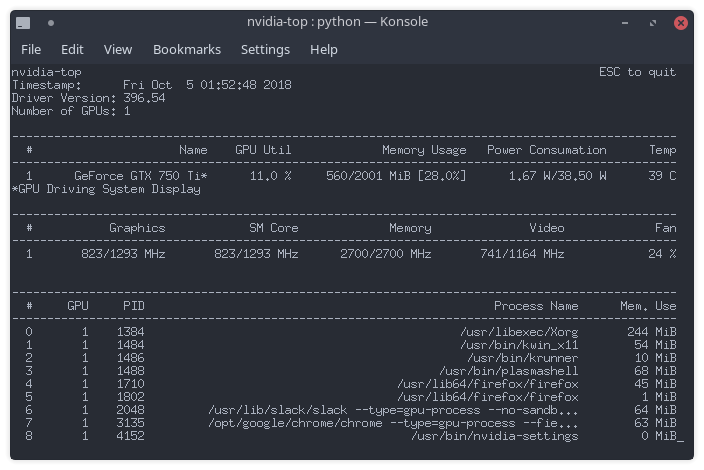 nvidia-top : python — Konsole
File Edit View Bookmarks Settings Help
nvidia-top ESC to quit
Timestamp: Fri Oct 5 01:52:48 2018
Driver Version: 396.54
Number of GPUs: 1
# Name GPU Util Memory Usage Power Consumation Temp
1 GeForce GTX 750 Ti* 11.0 % 560/2001 MiB [28.0%] 1.67 W/38.50 W 39 C
*GPU Driving System Display
# Graphics SM Core Memory Video Fan
1 823/1293 MHz 823/1293 MHz 2700/2700 MHz 741/1164 MHz 24 %
# GPU PID Process Name Mem. Use
0 1 1384 /usr/libexec/Xorg 244 MiB
1 1 1484 /usr/bin/kwin_x11 54 MiB
2 1 1486 /usr/bin/krunner 10 MiB
3 1 1488 /usr/bin/plasmashell 68 MiB
4 1 1710 /usr/lib64/firefox/firefox 45 MiB
5 1 1802 /usr/lib64/firefox/firefox 1 MiB
6 1 2048 /usr/lib/slack/slack --type=gpu-process --no-sandb... 64 MiB
7 1 3135 /opt/google/chrome/chrome --type=gpu-process --fie... 63 MiB
8 1 4152 /usr/bin/nvidia-settings 0 MiB_